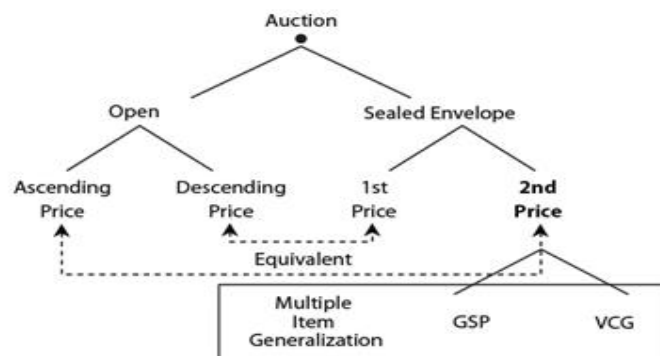 Auction
Open
Sealed Envelope
Ascending
Price
Descending
Price
1st
Price
2nd
Price
Equivalent
Multiple
Item
Generalization
GSP
VCG